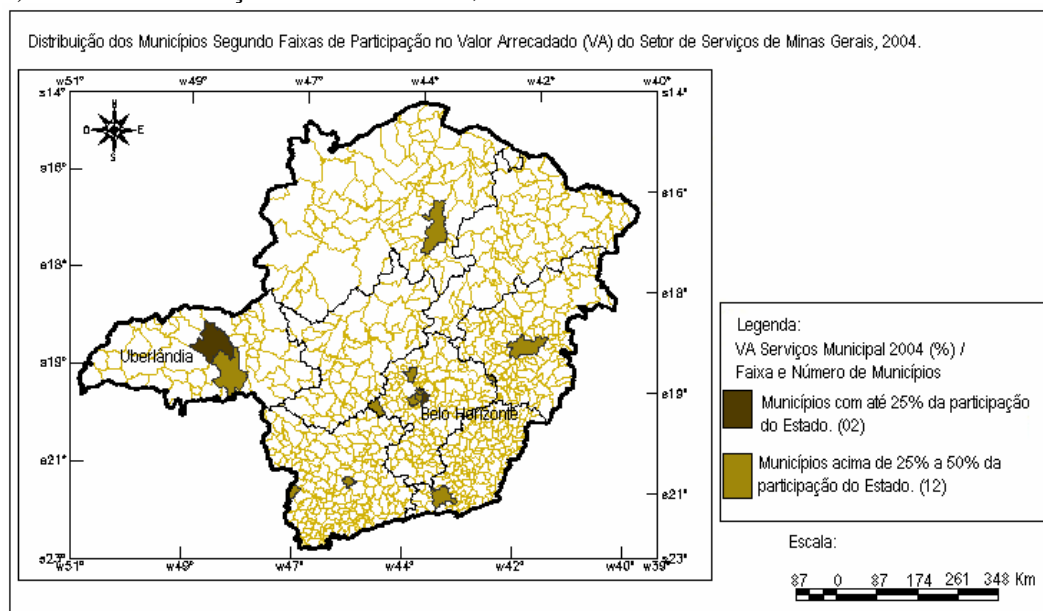 Distribuição dos Municípios Segundo Faixas de Participação no Valor Arrecadado (VA) do Setor de Serviços de Minas Gerais, 2004.
w51° w49° w47° w44° w42° w40°
s14° s14°
N
O E
S
s16° s16°
s18° s18°
Uberlândia
s19° s19°
Belo Horizonte
s21° s21°
s23° s23°
w51° w49° w47° w44° w42° w40° w39°
Legenda:
VA Serviços Municipal 2004 (%) /
Faixa e Número de Municípios
Municípios com até 25% da participação
do Estado. (02)
Municípios acima de 25% a 50% da
participação do Estado. (12)
Escala:
87 0 87 174 261 348 Km